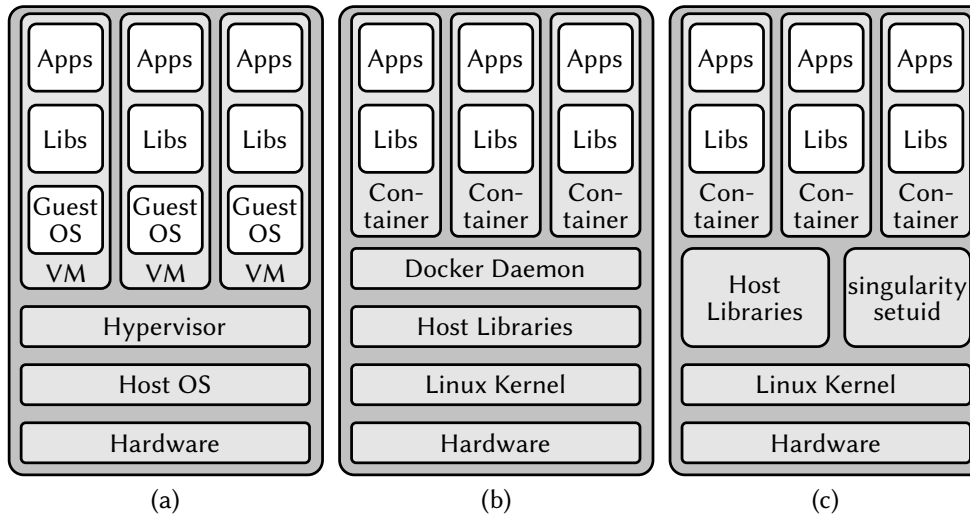 Apps Apps Apps
Libs Libs Libs
Guest Guest Guest
OS OS OS
VM VM VM
Hypervisor
Host OS
Hardware
(a)
Apps Apps Apps
Libs Libs Libs
Con- Con- Con-
tainer tainer tainer
Docker Daemon
Host Libraries
Linux Kernel
Hardware
(b)
Apps Apps Apps
Libs Libs Libs
Con- Con- Con-
tainer tainer tainer
Host
Libraries
singularity
setuid
Linux Kernel
Hardware
(c)